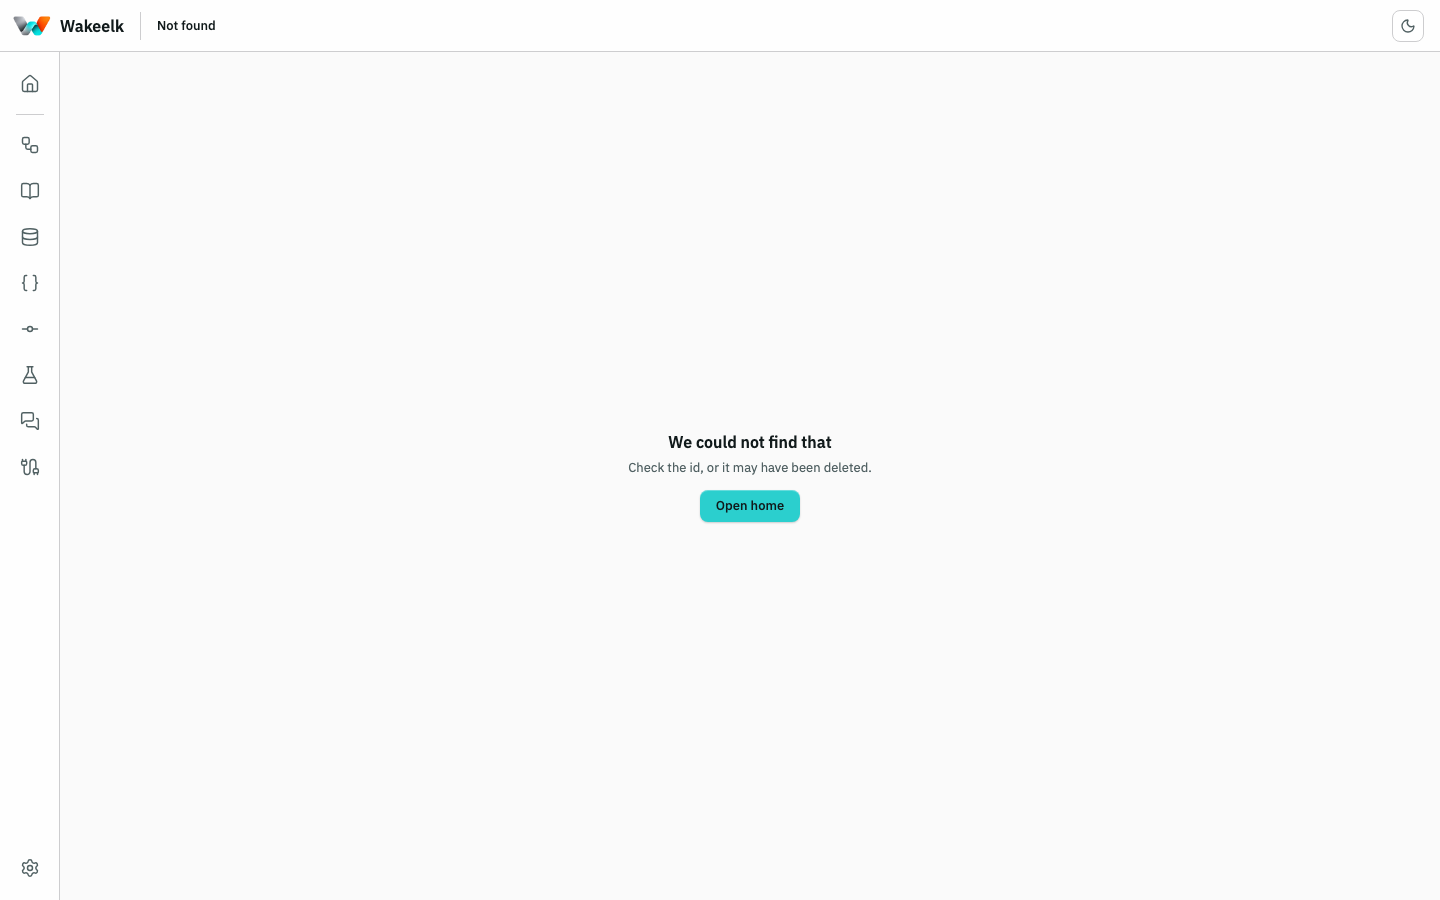 Wakeelk
Not found
We could not find that
Check the id, or it may have been deleted.
Open home